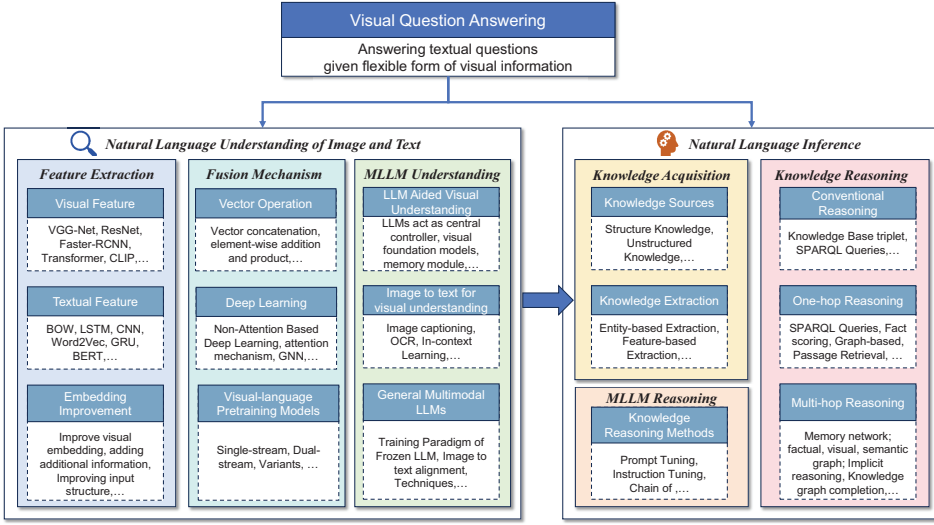 Visual Question Answering
Answering textual questions
given flexible form of visual information
Natural Language Understanding of Image and Text
Feature Extraction
Visual Feature
VGG-Net, ResNet,
Faster-RCNN,
Transformer, CLIP,...
Textual Feature
BOW, LSTM, CNN,
Word2Vec, GRU,
BERT,...
Embedding
Improvement
Improve visual
embedding, adding
additional information,
Improving input
structure,...
Fusion Mechanism
Vector Operation
Vector concatenation,
element-wise addition
and product,...
Deep Learning
Non-Attention Based
Deep Learning, attention
mechanism, GNN,...
Visual-language
Pretraining Models
Single-stream, Dual-
stream, Variants, ...
MLLM Understanding
LLM Aided Visual
Understanding
LLMs act as central
controller, visual
foundation models,
memory module,...
Image to text for
visual understanding
Image captioning,
OCR, In-context
Learning,...
General Multimodal
LLMs
Training Paradigm of
Frozen LLM, Image to
text alignment,
Techniques,...
Natural Language Inference
Knowledge Acquisition
Knowledge Sources
Structure Knowledge,
Unstructured
Knowledge,...
Knowledge Extraction
Entity-based Extraction,
Feature-based
Extraction,...
MLLM Reasoning
Knowledge
Reasoning Methods
Prompt Tuning,
Instruction Tuning,
Chain of ,...
Knowledge Reasoning
Conventional
Reasoning
Knowledge Base triplet,
SPARQL Queries,...
One-hop Reasoning
SPARQL Queries, Fact
scoring, Graph-based,
Passage Retrieval, ...
Multi-hop Reasoning
Memory network;
factual, visual, semantic
graph; Implicit
reasoning, Knowledge
graph completion,...